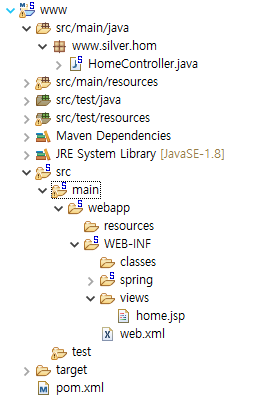 www
src/main/java
www.silver.hom
HomeController.java
src/main/resources
src/test/java
src/test/resources
Maven Dependencies
JRE System Library [JavaSE-1.8]
src
main
webapp
resources
WEB-INF
classes
spring
views
home.jsp
web.xml
test
target
pom.xml